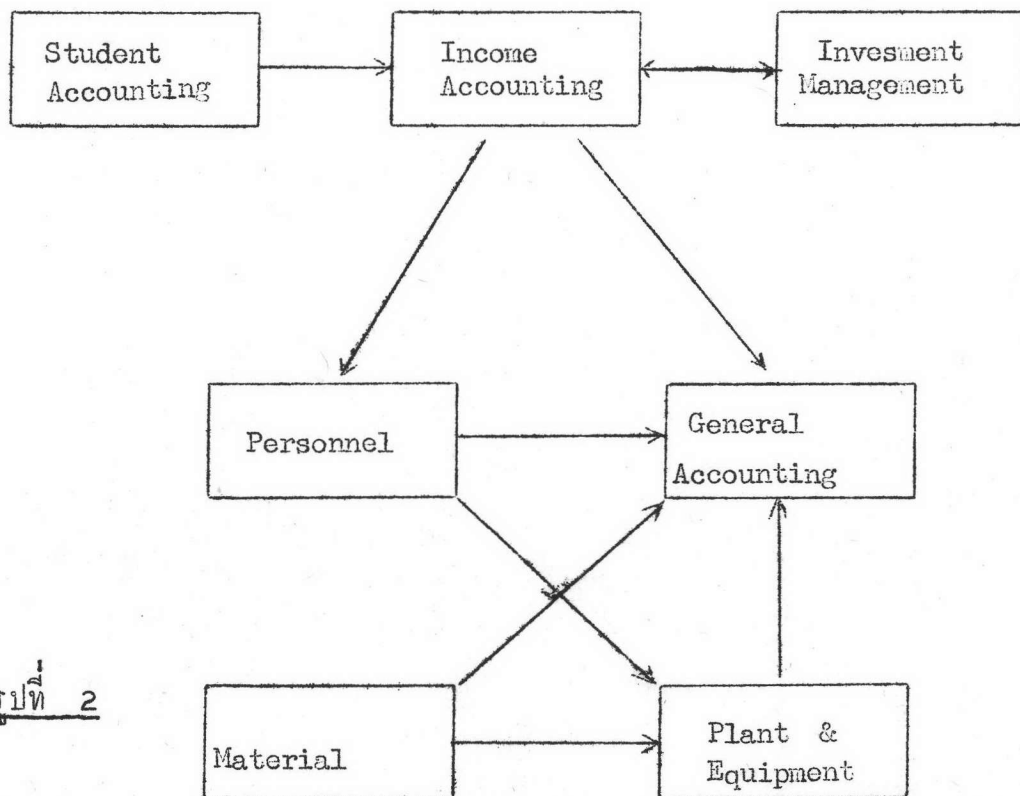 Student
Accounting
Income
Accounting
Invesment
Management
Personnel
General
Accounting
รูปที่ 2
Material
Plant &
Equipment